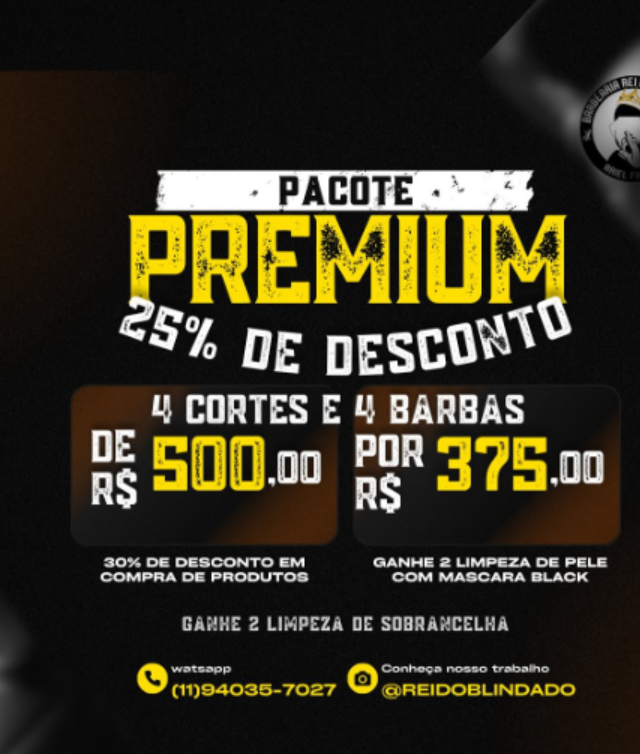 BARBEARIA REI
PACOTE
PREMIUM
25% DE DESCONTO
4 CORTES E 4 BARBAS
DE R$ 500,00
POR R$ 375,00
30% DE DESCONTO EM
COMPRA DE PRODUTOS
GANHE 2 LIMPEZA DE PELE
COM MASCARA BLACK
GANHE 2 LIMPEZA DE SOBRANCELHA
watsapp
(11)94035-7027
Conheça nosso trabalho
@REIDOBLINDADO